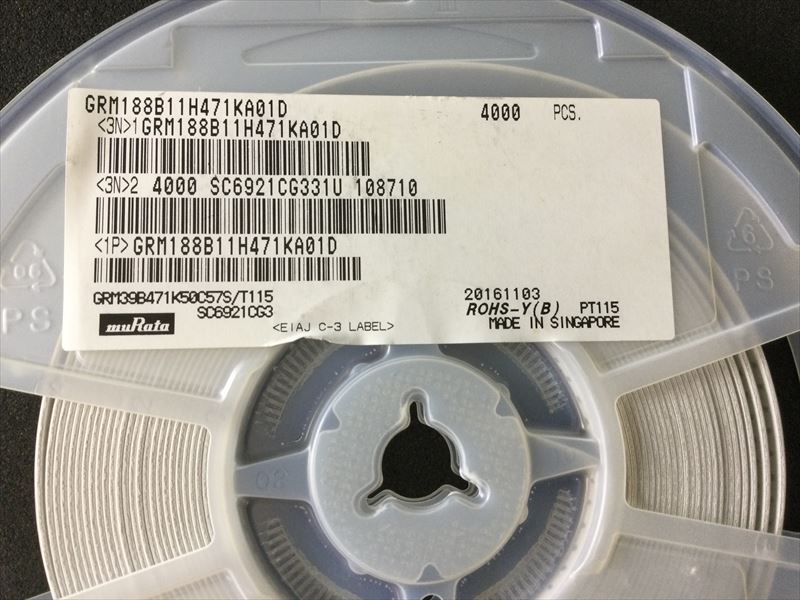 GRM188B11H471KA01D 4000 PCS.
<3N>1GRM188B11H471KA01D
<3N>2 4000 SC6921CG331U 108710
<1P>GRM188B11H471KA01D
GRM39B471K50C57S/T115 20161103
SC6921CG3 ROHS-Y(B) PT115
muRata <EIAJ C-3 LABEL> MADE IN SINGAPORE
PS
6
PS
03